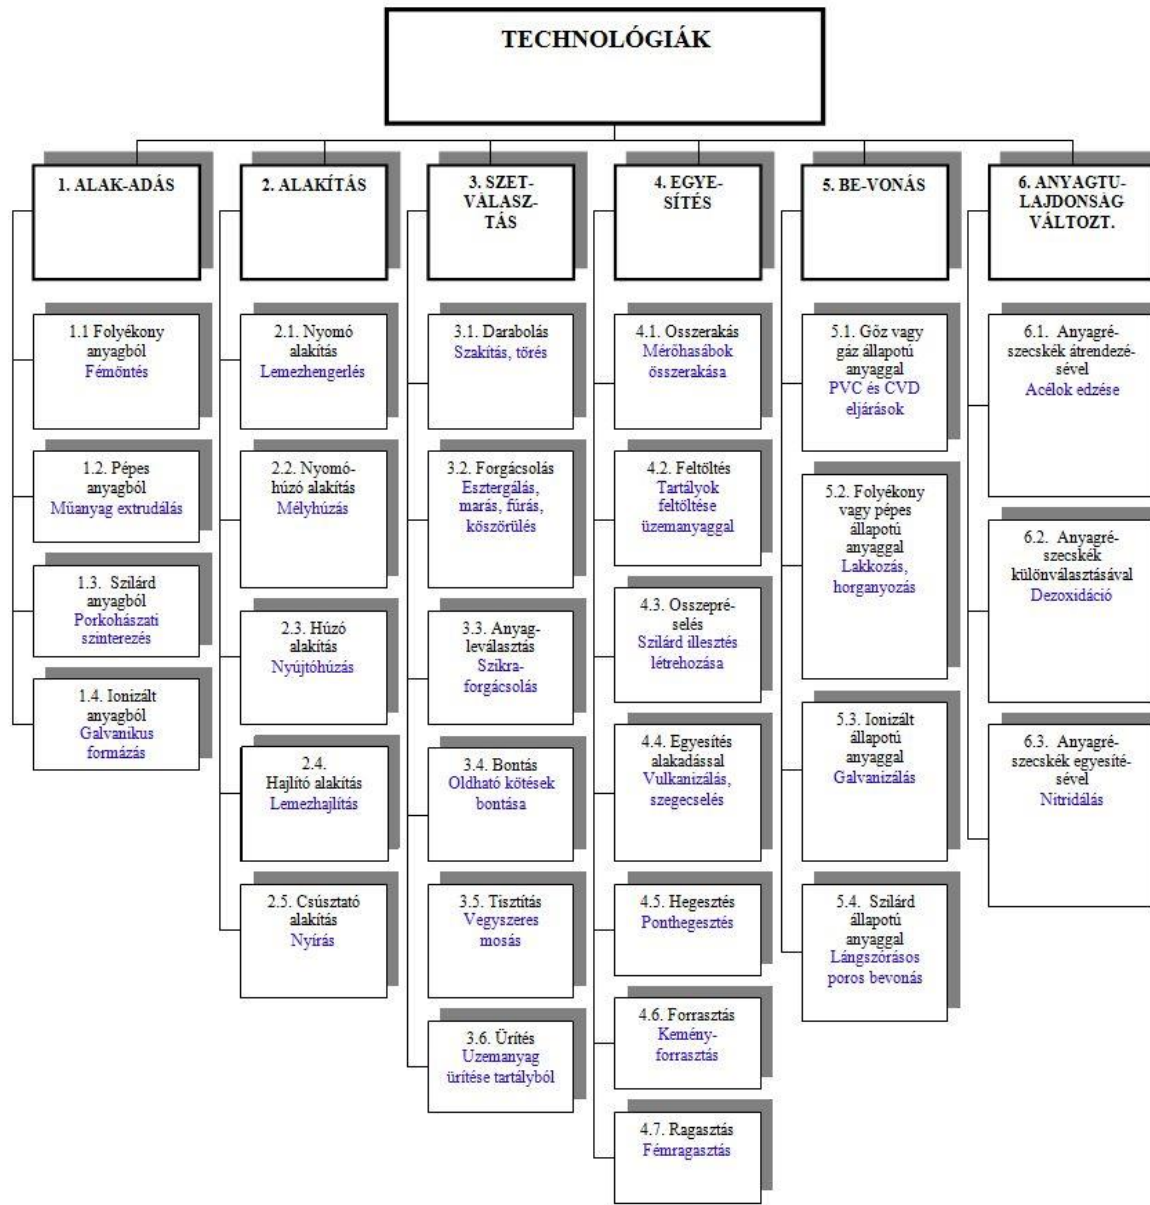 TECHNOLÓGIÁK
1. ALAK-ADÁS
2. ALAKÍTÁS
3. SZET-
VÁLASZ-
TÁS
4. EGYE-
SÍTÉS
5. BE-VONÁS
6. ANYAGTU-
LAJDONSÁG
VÁLTOZT.
1.1 Folyékony
anyagból
Fémöntés
1.2. Pépes
anyagból
Műanyag extrudálás
1.3. Szilárd
anyagból
Porkohászati
szinterezés
1.4. Ionizált
anyagból
Galvanikus
formázás
2.1. Nyomó
alakítás
Lemezhengerlés
2.2. Nyomó-
húzó alakítás
Mélyhúzás
2.3. Húzó
alakítás
Nyújtóhúzás
2.4.
Hajlító alakítás
Lemezhajlítás
2.5. Csúsztató
alakítás
Nyírás
3.1. Darabolás
Szakítás, törés
3.2. Forgácsolás
Esztergálás,
marás, fúrás,
köszörülés
3.3. Anyag-
leválasztás
Szikra-
forgácsolás
3.4. Bontás
Oldható kötések
bontása
3.5. Tisztítás
Vegyszeres
mosás
3.6. Ürítés
Uzemanyag
ürítése tartályból
4.1. Osszerakás
Mérőhasábok
összerakása
4.2. Feltöltés
Tartályok
feltöltése
üzemanyaggal
4.3. Osszepré-
selés
Szilárd illesztés
létrehozása
4.4. Egyesítés
alakadással
Vulkanizálás,
szegecselés
4.5. Hegesztés
Ponthegesztés
4.6. Forrasztás
Kemény-
forrasztás
4.7. Ragasztás
Fémragasztás
5.1. Gőz vagy
gáz állapotú
anyaggal
PVC és CVD
eljárások
5.2. Folyékony
vagy pépes
állapotú
anyaggal
Lakkozás,
horganyozás
5.3. Ionizált
állapotú
anyaggal
Galvanizálás
5.4. Szilárd
állapotú
anyaggal
Lángszórásos
poros bevonás
6.1. Anyagré-
szecskék átrendezé-
sével
Acélok edzése
6.2. Anyagré-
szecskék
különválasztásával
Dezoxidáció
6.3. Anyagré-
szecskék egyesíté-
sével
Nitridálás